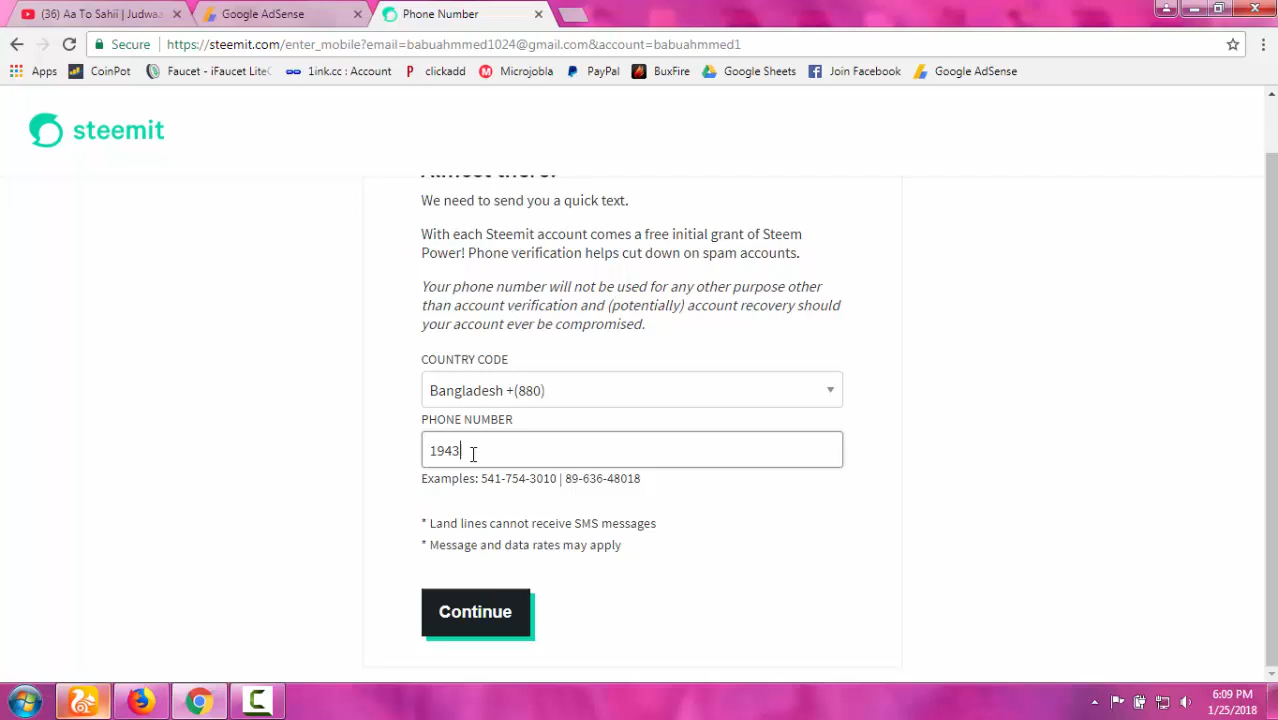 (36) Aa To Sahii | Judwaa
Google AdSense
Phone Number
Secure
https://steemit.com/enter_mobile?email=babuahmmed1024@gmail.com&account=babuahmmed1
Apps
CoinPot
Faucet - iFaucet LiteC
1ink.cc : Account
clickadd
Microjobla
PayPal
BuxFire
Google Sheets
Join Facebook
Google AdSense
steemit
Almost there!
We need to send you a quick text.
With each Steemit account comes a free initial grant of Steem
Power! Phone verification helps cut down on spam accounts.
Your phone number will not be used for any other purpose other
than account verification and (potentially) account recovery should
your account ever be compromised.
COUNTRY CODE
Bangladesh +(880)
PHONE NUMBER
1943
Examples: 541-754-3010 | 89-636-48018
* Land lines cannot receive SMS messages
* Message and data rates may apply
Continue
6:09 PM
1/25/2018